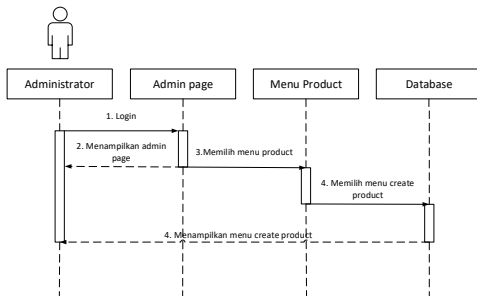 Administrator
Admin page
Menu Product
Database
1. Login
2. Menampilkan admin
page
3.Memilih menu product
4. Memilih menu create
product
4. Menampilkan menu create product